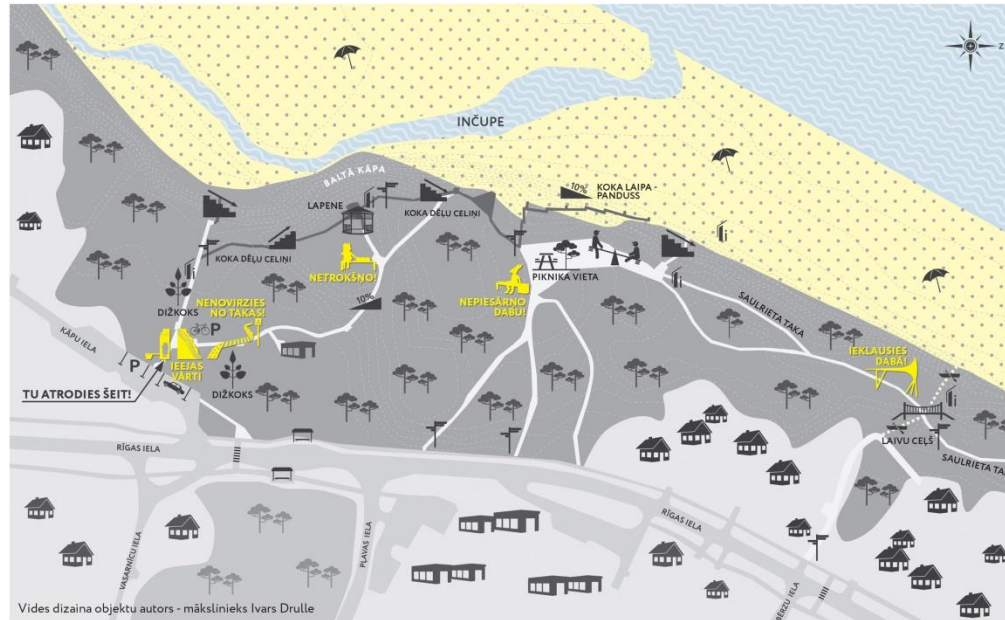 Z
INČUPE
BALTĀ KĀPA
10%
KOKA LAIPA -
PANDUSS
LAPENE
KOKA DĒĻU CELIŅI
KOKA DĒĻU CELIŅI
NETROKŠŅO!
PIKNIKA VIETA
NEPIESĀRŅO
DABU!
DIŽKOKS
NENOVIRZIES
NO TAKAS!
10%
SAULRIETA TAKA
P
IEEJAS
VĀRTI
KĀPU IELA
P
DIŽKOKS
TU ATRODIES ŠEIT!
IEKLAUSIES
DABĀ!
LAIVU CEĻŠ
SAULRIETA TA
RĪGAS IELA
RĪGAS IELA
VASARNĪCU IELA
PĻAVAS IELA
BĒRZU IELA
Vides dizaina objektu autors - mākslinieks Ivars Drulle